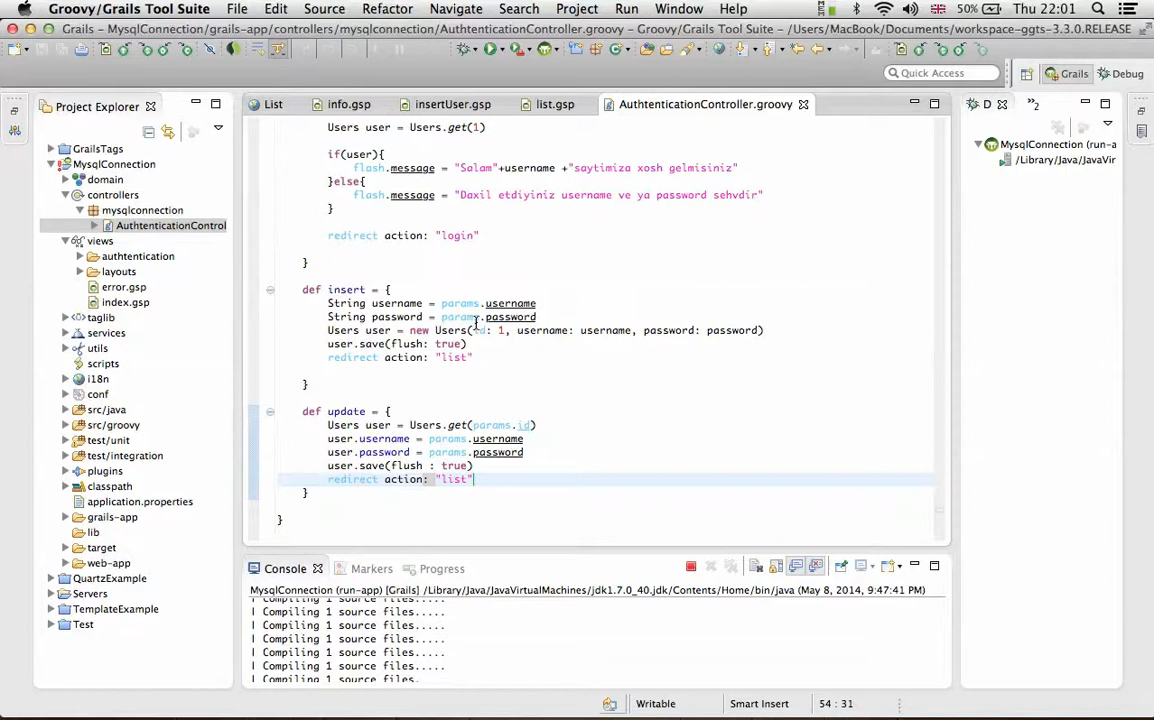 Groovy/Grails Tool Suite File Edit Source Refactor Navigate Search Project Run Window Help 50% Thu 22:01
Grails - MysqlConnection/grails-app/controllers/mysqlconnection/AuthtenticationController.groovy - Groovy/Grails Tool Suite - /Users/MacBook/Documents/workspace-ggts-3.3.0.RELEASE
Quick Access Grails Debug
Project Explorer
GrailsTags
MysqlConnection
domain
controllers
mysqlconnection
AuthtenticationControl
views
authtentication
layouts
error.gsp
index.gsp
taglib
services
utils
scripts
i18n
conf
src/java
src/groovy
test/unit
test/integration
plugins
classpath
application.properties
grails-app
lib
target
web-app
QuartzExample
Servers
TemplateExample
Test
List info.gsp insertUser.gsp list.gsp AuthtenticationController.groovy
Users user = Users.get(1)
if(user){
flash.message = "Salam"+username +"saytimiza xosh gelmisiniz"
}else{
flash.message = "Daxil etdiyiniz username ve ya password sehvdir"
}
redirect action: "login"
}
def insert = {
String username = params.username
String password = params.password
Users user = new Users(id: 1, username: username, password: password)
user.save(flush: true)
redirect action: "list"
}
def update = {
Users user = Users.get(params.id)
user.username = params.username
user.password = params.password
user.save(flush : true)
redirect action: "list"
}
}
D »2
MysqlConnection (run-a
/Library/Java/JavaVir
Console Markers Progress
MysqlConnection (run-app) [Grails] /Library/Java/JavaVirtualMachines/jdk1.7.0_40.jdk/Contents/Home/bin/java (May 8, 2014, 9:47:41 PM)
| Compiling 1 source files.....
| Compiling 1 source files.....
| Compiling 1 source files.....
| Compiling 1 source files.....
| Compiling 1 source files.....
| Compiling 1 source files.....
| Compiling 1 source files.
Writable Smart Insert 54 : 31